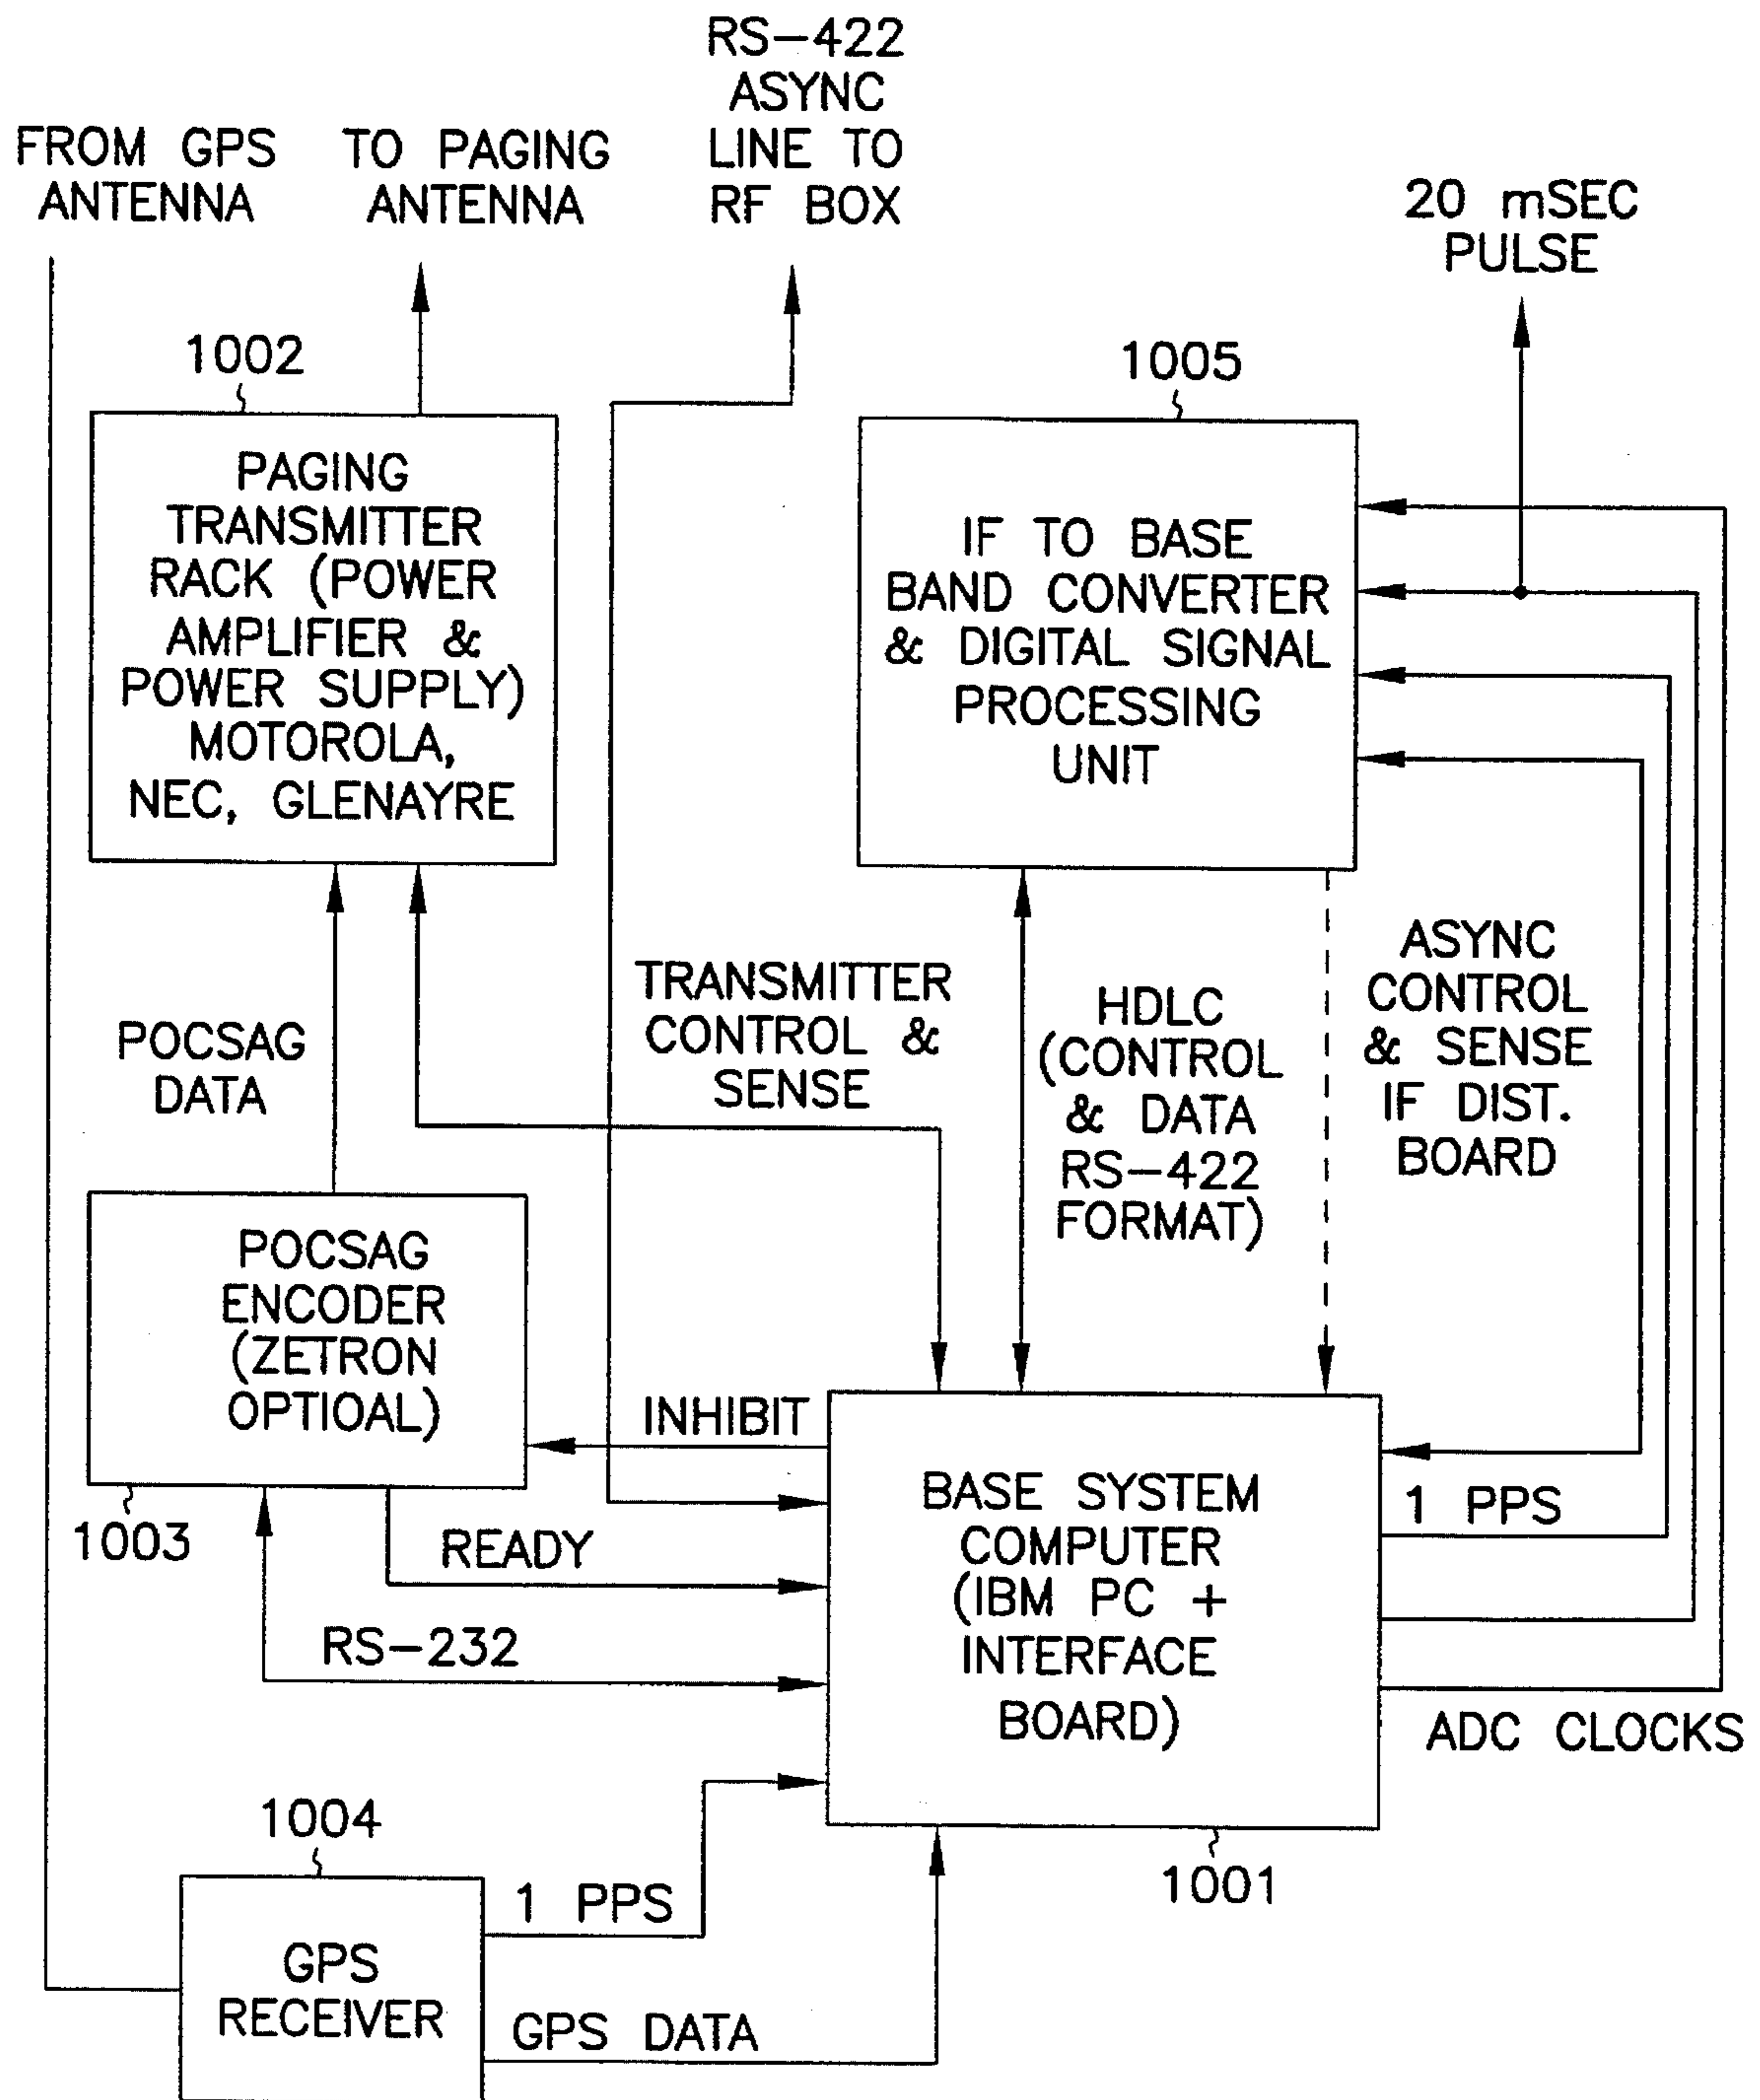 RS-422
ASYNC
LINE TO
RF BOX
FROM GPS
ANTENNA
TO PAGING
ANTENNA
20 mSEC
PULSE
1002
1005
PAGING
TRANSMITTER
RACK (POWER
AMPLIFIER &
POWER SUPPLY)
MOTOROLA,
NEC, GLENAYRE
IF TO BASE
BAND CONVERTER
& DIGITAL SIGNAL
PROCESSING
UNIT
POCSAG
DATA
TRANSMITTER
CONTROL &
SENSE
HDLC
(CONTROL
& DATA
RS-422
FORMAT)
ASYNC
CONTROL
& SENSE
IF DIST.
BOARD
POCSAG
ENCODER
(ZETRON
OPTIOAL)
1003
INHIBIT
READY
RS-232
BASE SYSTEM
COMPUTER
(IBM PC +
INTERFACE
BOARD)
1 PPS
ADC CLOCKS
1001
1004
GPS
RECEIVER
1 PPS
GPS DATA